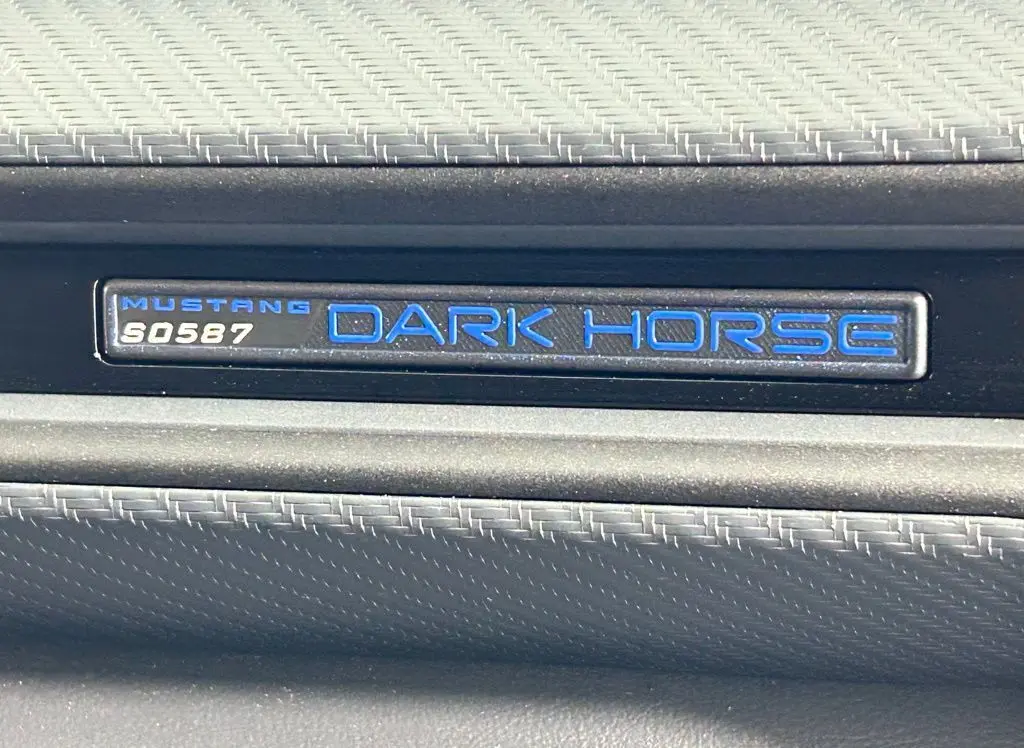 MUSTANG
S0587
DARK HORSE